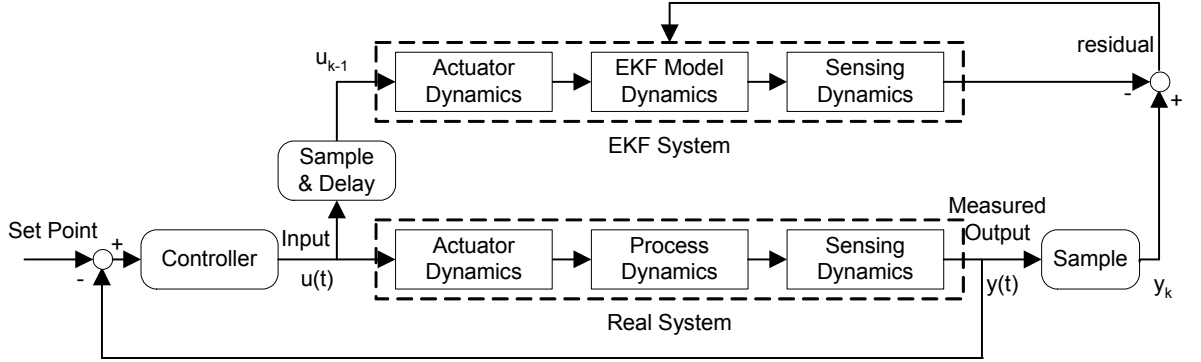 residual
u_{k-1}
Actuator
Dynamics
EKF Model
Dynamics
Sensing
Dynamics
-
+
EKF System
Sample
& Delay
Set Point
+
-
Controller
Input
u(t)
Actuator
Dynamics
Process
Dynamics
Sensing
Dynamics
Real System
Measured
Output
y(t)
Sample
y_k